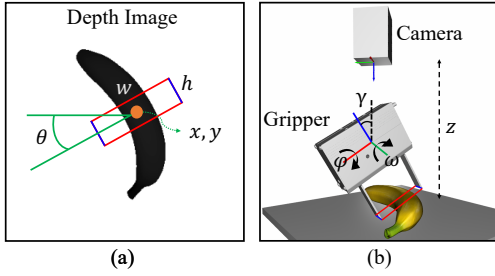 Depth Image
w
h
θ
x, y
(a)
Camera
γ
Gripper
z
φ
ω
(b)